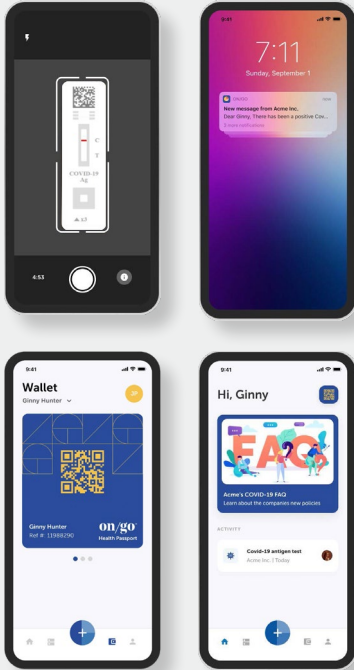 C
T
COVID-19
Ag
4:53
9:41
7:11
Sunday, September 1
now
New message from Acme Inc.
Dear Ginny, There has been a positive Cov...
9:41
Wallet
Ginny Hunter
Ginny Hunter
Ref #: 11988290
on/go
Health Passport
9:41
Hi, Ginny
FAQ
Acme's COVID-19 FAQ
Learn about the companies new policies
ACTIVITY
Covid-19 antigen test
Acme Inc. | Today